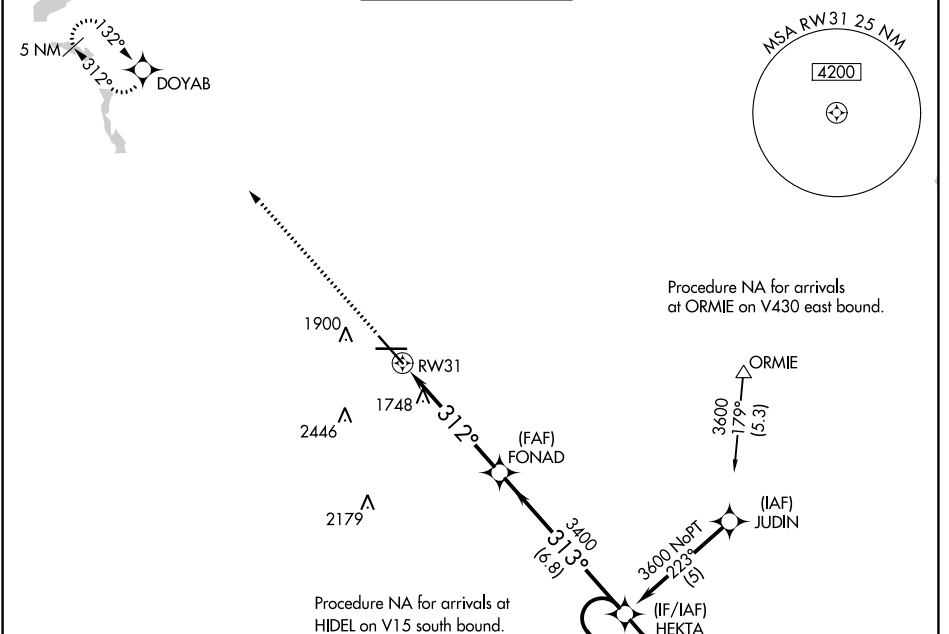 132°
5 NM
312°
DOYAB
MSA RW31 25 NM
4200
Procedure NA for arrivals
at ORMIE on V430 east bound.
1900
RW31
ORMIE
1748
3600
179°
(5.3)
2446
312°
(FAF)
FONAD
2179
(IAF)
JUDIN
3400
313°
(6.8)
3600 NoPT
223°
(5)
Procedure NA for arrivals at
HIDEL on V15 south bound.
(IF/IAF)
HEKTA